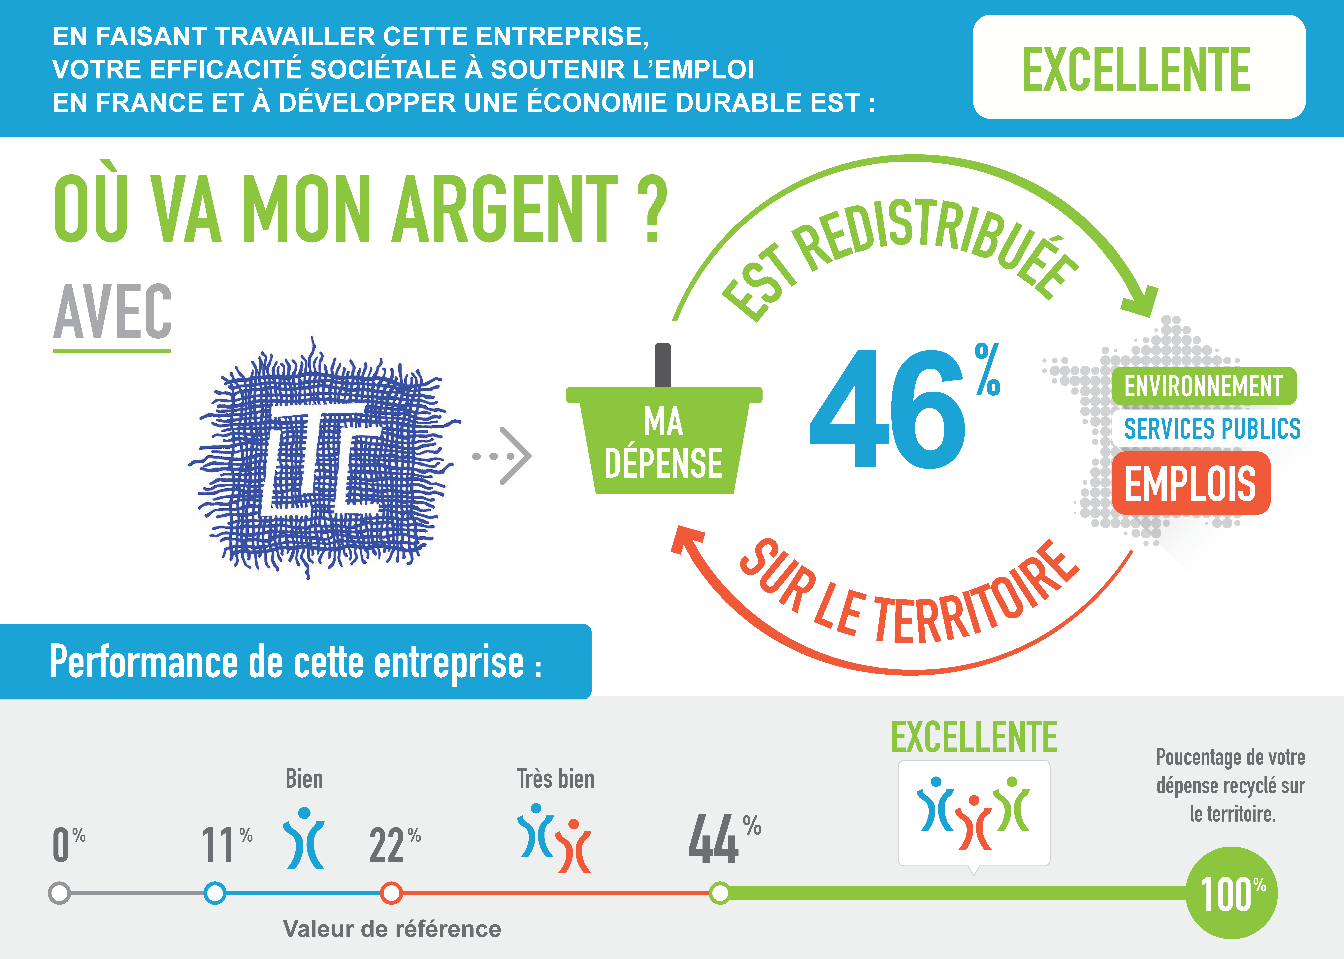 EN FAISANT TRAVAILLER CETTE ENTREPRISE,
VOTRE EFFICACITÉ SOCIÉTALE À SOUTENIR L'EMPLOI
EN FRANCE ET À DÉVELOPPER UNE ÉCONOMIE DURABLE EST :
EXCELLENTE
OÙ VA MON ARGENT ?
AVEC
LTC
MA
DÉPENSE
EST REDISTRIBUÉE
46%
ENVIRONNEMENT
SERVICES PUBLICS
EMPLOIS
SUR LE TERRITOIRE
Performance de cette entreprise :
EXCELLENTE
Bien
Très bien
Poucentage de votre
dépense recyclé sur
le territoire.
0%
11%
22%
44%
100%
Valeur de référence